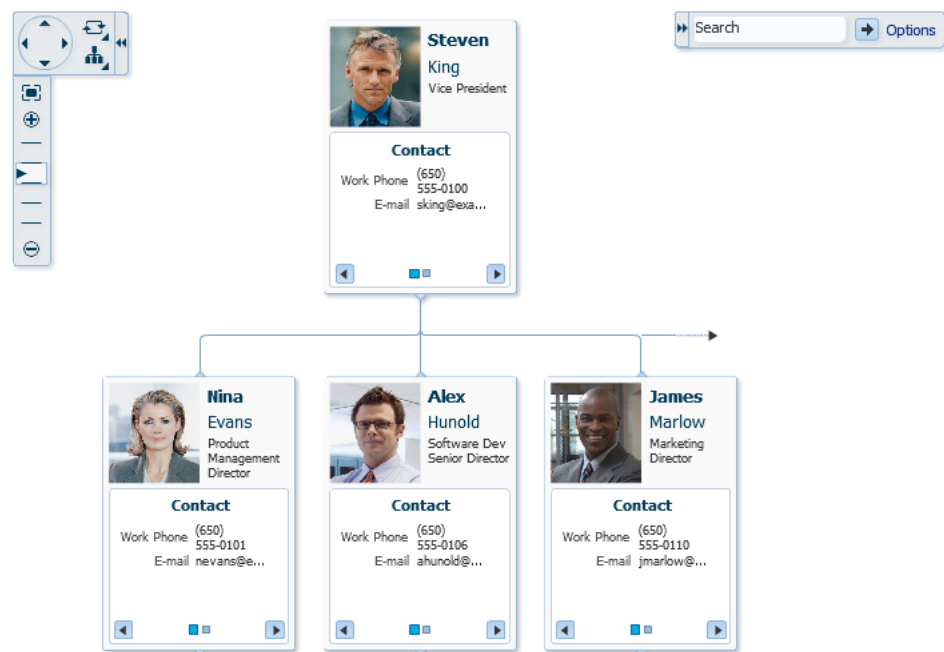 Search
Options
Steven
King
Vice President
Contact
Work Phone (650)
555-0100
E-mail sking@exa...
Nina
Evans
Product
Management
Director
Contact
Work Phone (650)
555-0101
E-mail nevans@e...
Alex
Hunold
Software Dev
Senior Director
Contact
Work Phone (650)
555-0106
E-mail ahunold@...
James
Marlow
Marketing
Director
Contact
Work Phone (650)
555-0110
E-mail jmarlow@...